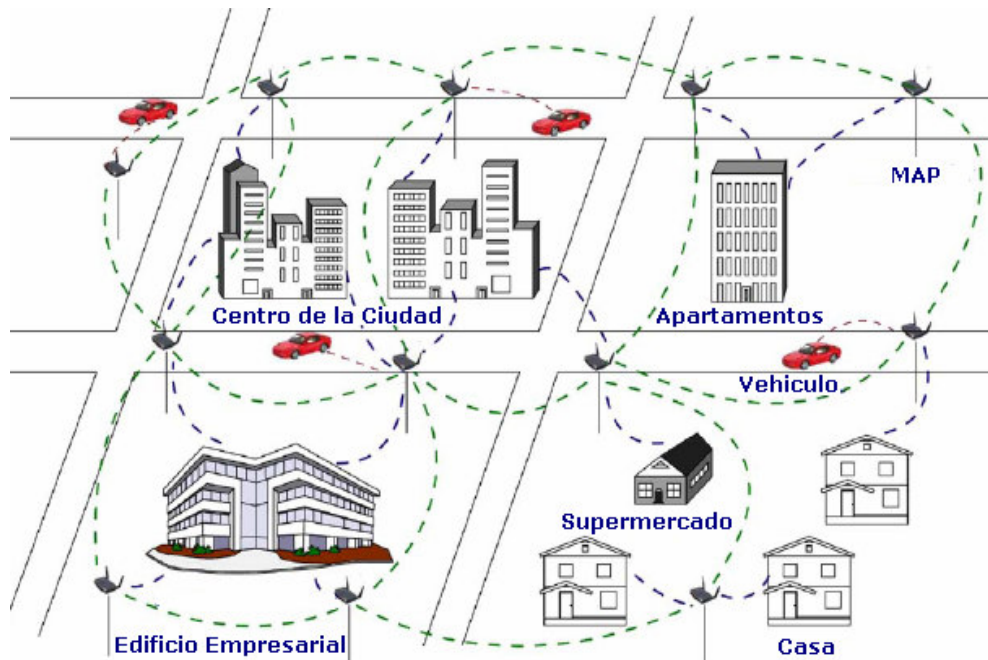 MAP
Centro de la Ciudad
Apartamentos
Vehiculo.
Supermercado
Edificio Empresarial
Casa